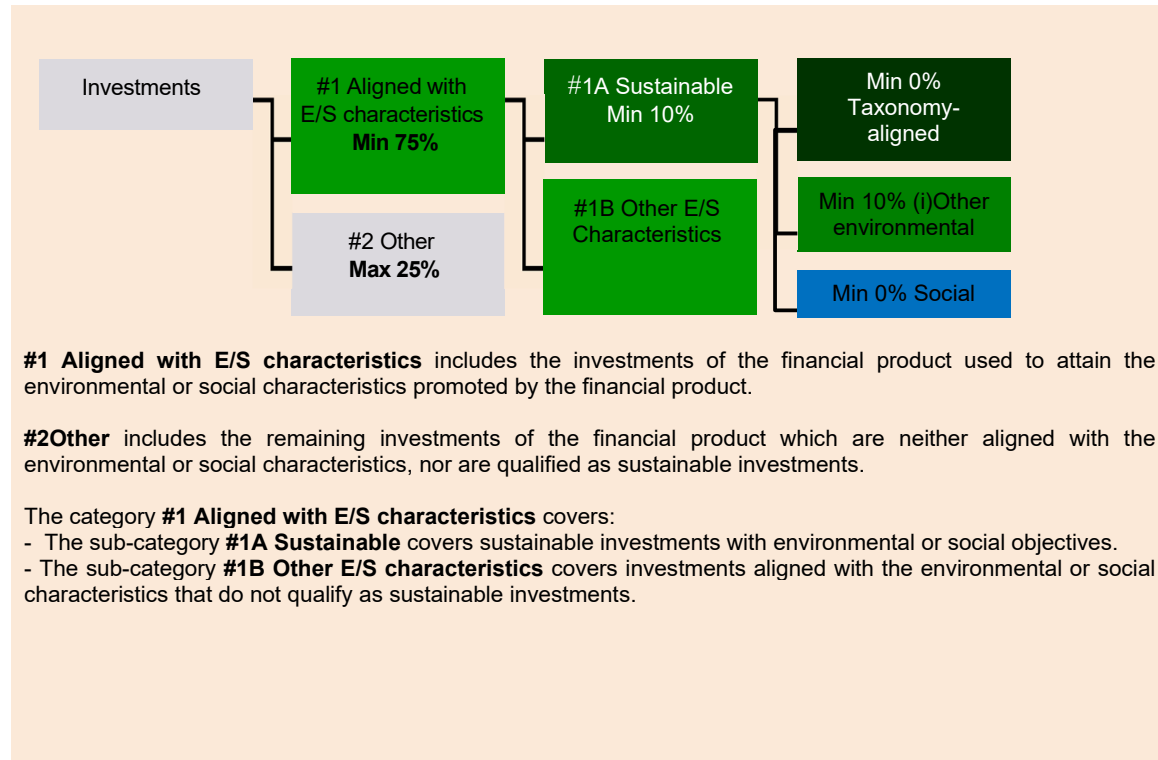 Investments
#1 Aligned with
E/S characteristics
Min 75%
#2 Other
Max 25%
#1A Sustainable
Min 10%
#1B Other E/S
Characteristics
Min 0%
Taxonomy-
aligned
Min 10% (i)Other
environmental
Min 0% Social
#1 Aligned with E/S characteristics includes the investments of the financial product used to attain the
environmental or social characteristics promoted by the financial product.
#2Other includes the remaining investments of the financial product which are neither aligned with the
environmental or social characteristics, nor are qualified as sustainable investments.
The category #1 Aligned with E/S characteristics covers:
- The sub-category #1A Sustainable covers sustainable investments with environmental or social objectives.
- The sub-category #1B Other E/S characteristics covers investments aligned with the environmental or social
characteristics that do not qualify as sustainable investments.